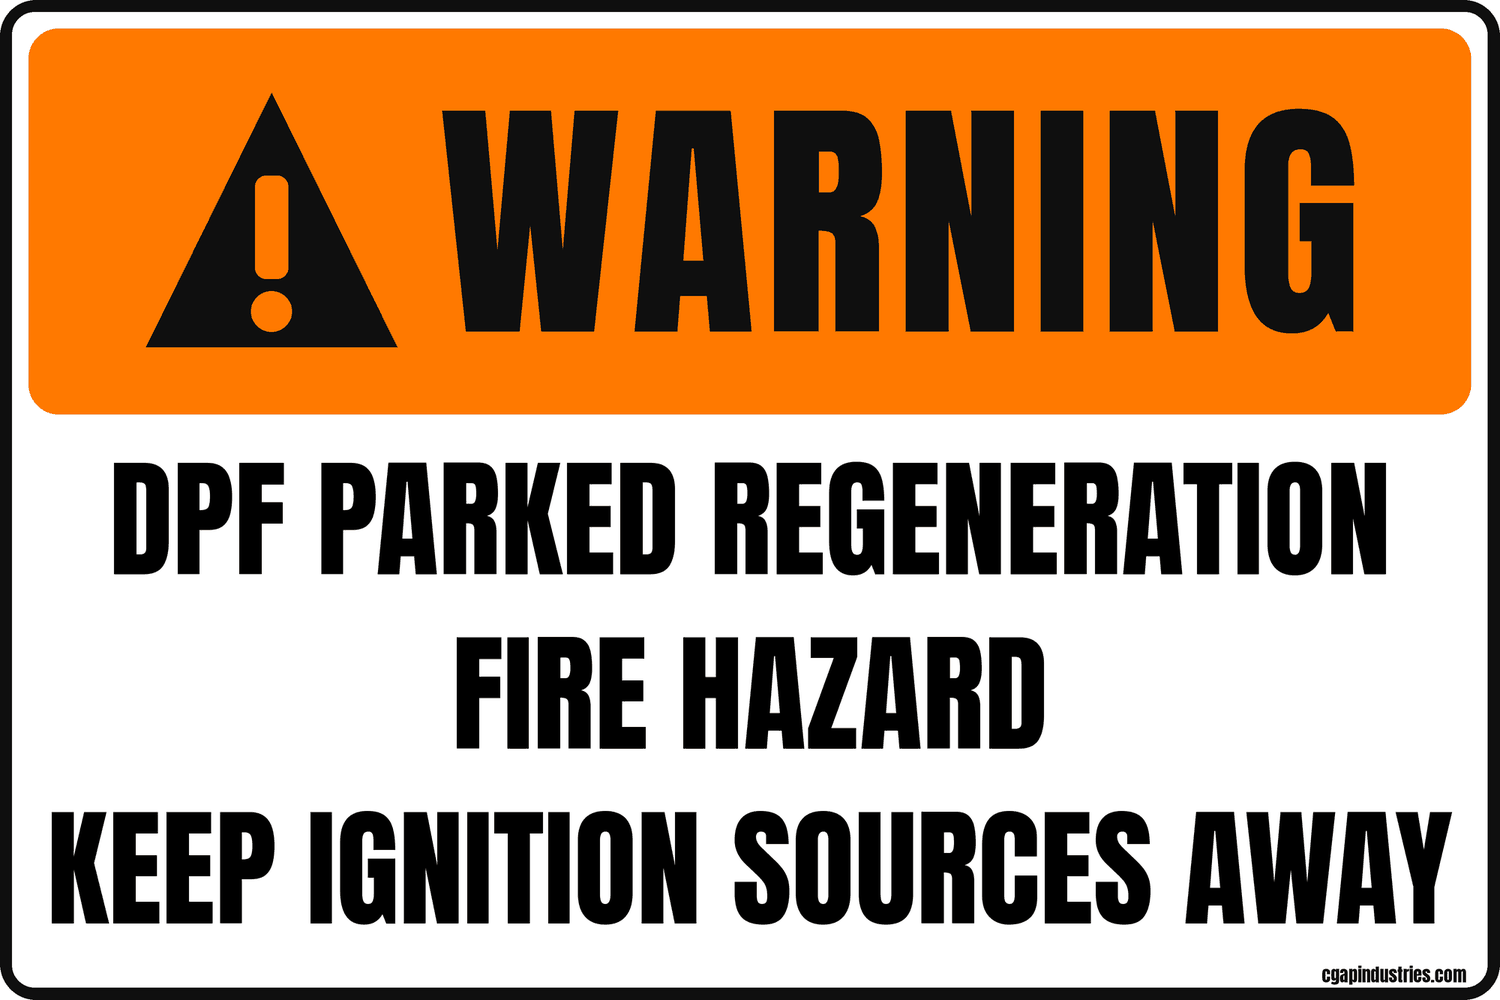 WARNING
DPF PARKED REGENERATION
FIRE HAZARD
KEEP IGNITION SOURCES AWAY
cgapindustries.com